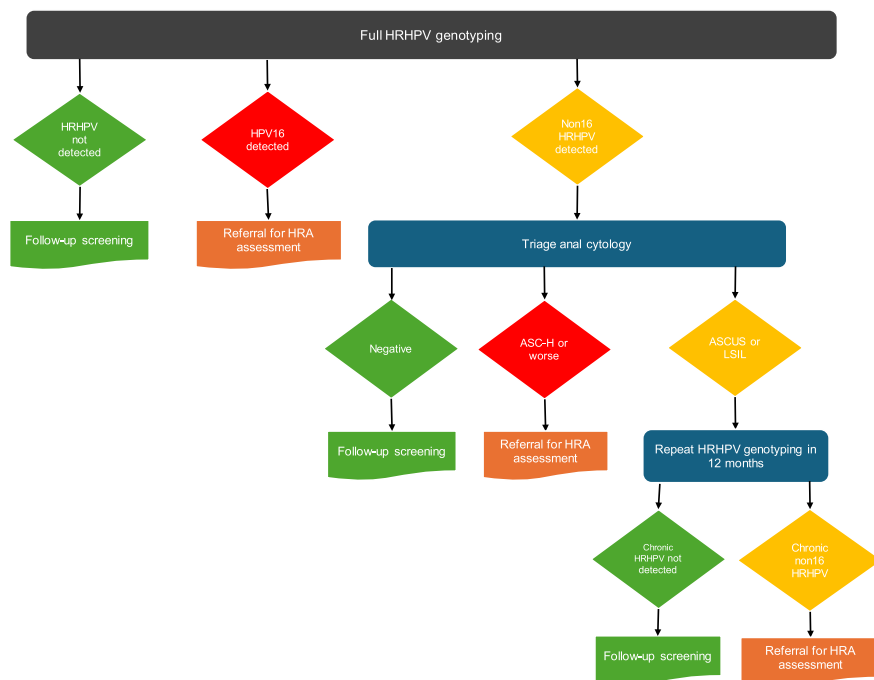 Full HRHPV genotyping
HRHPV
not
detected
HPV16
detected
Non16
HRHPV
detected
Follow-up screening
Referral for HRA
assessment
Triage anal cytology
Negative
ASC-H or
worse
ASCUS or
LSIL
Follow-up screening
Referral for HRA
assessment
Repeat HRHPV genotyping in
12 months
Chronic
HRHPV not
detected
Chronic
non16
HRHPV
Follow-up screening
Referral for HRA
assessment